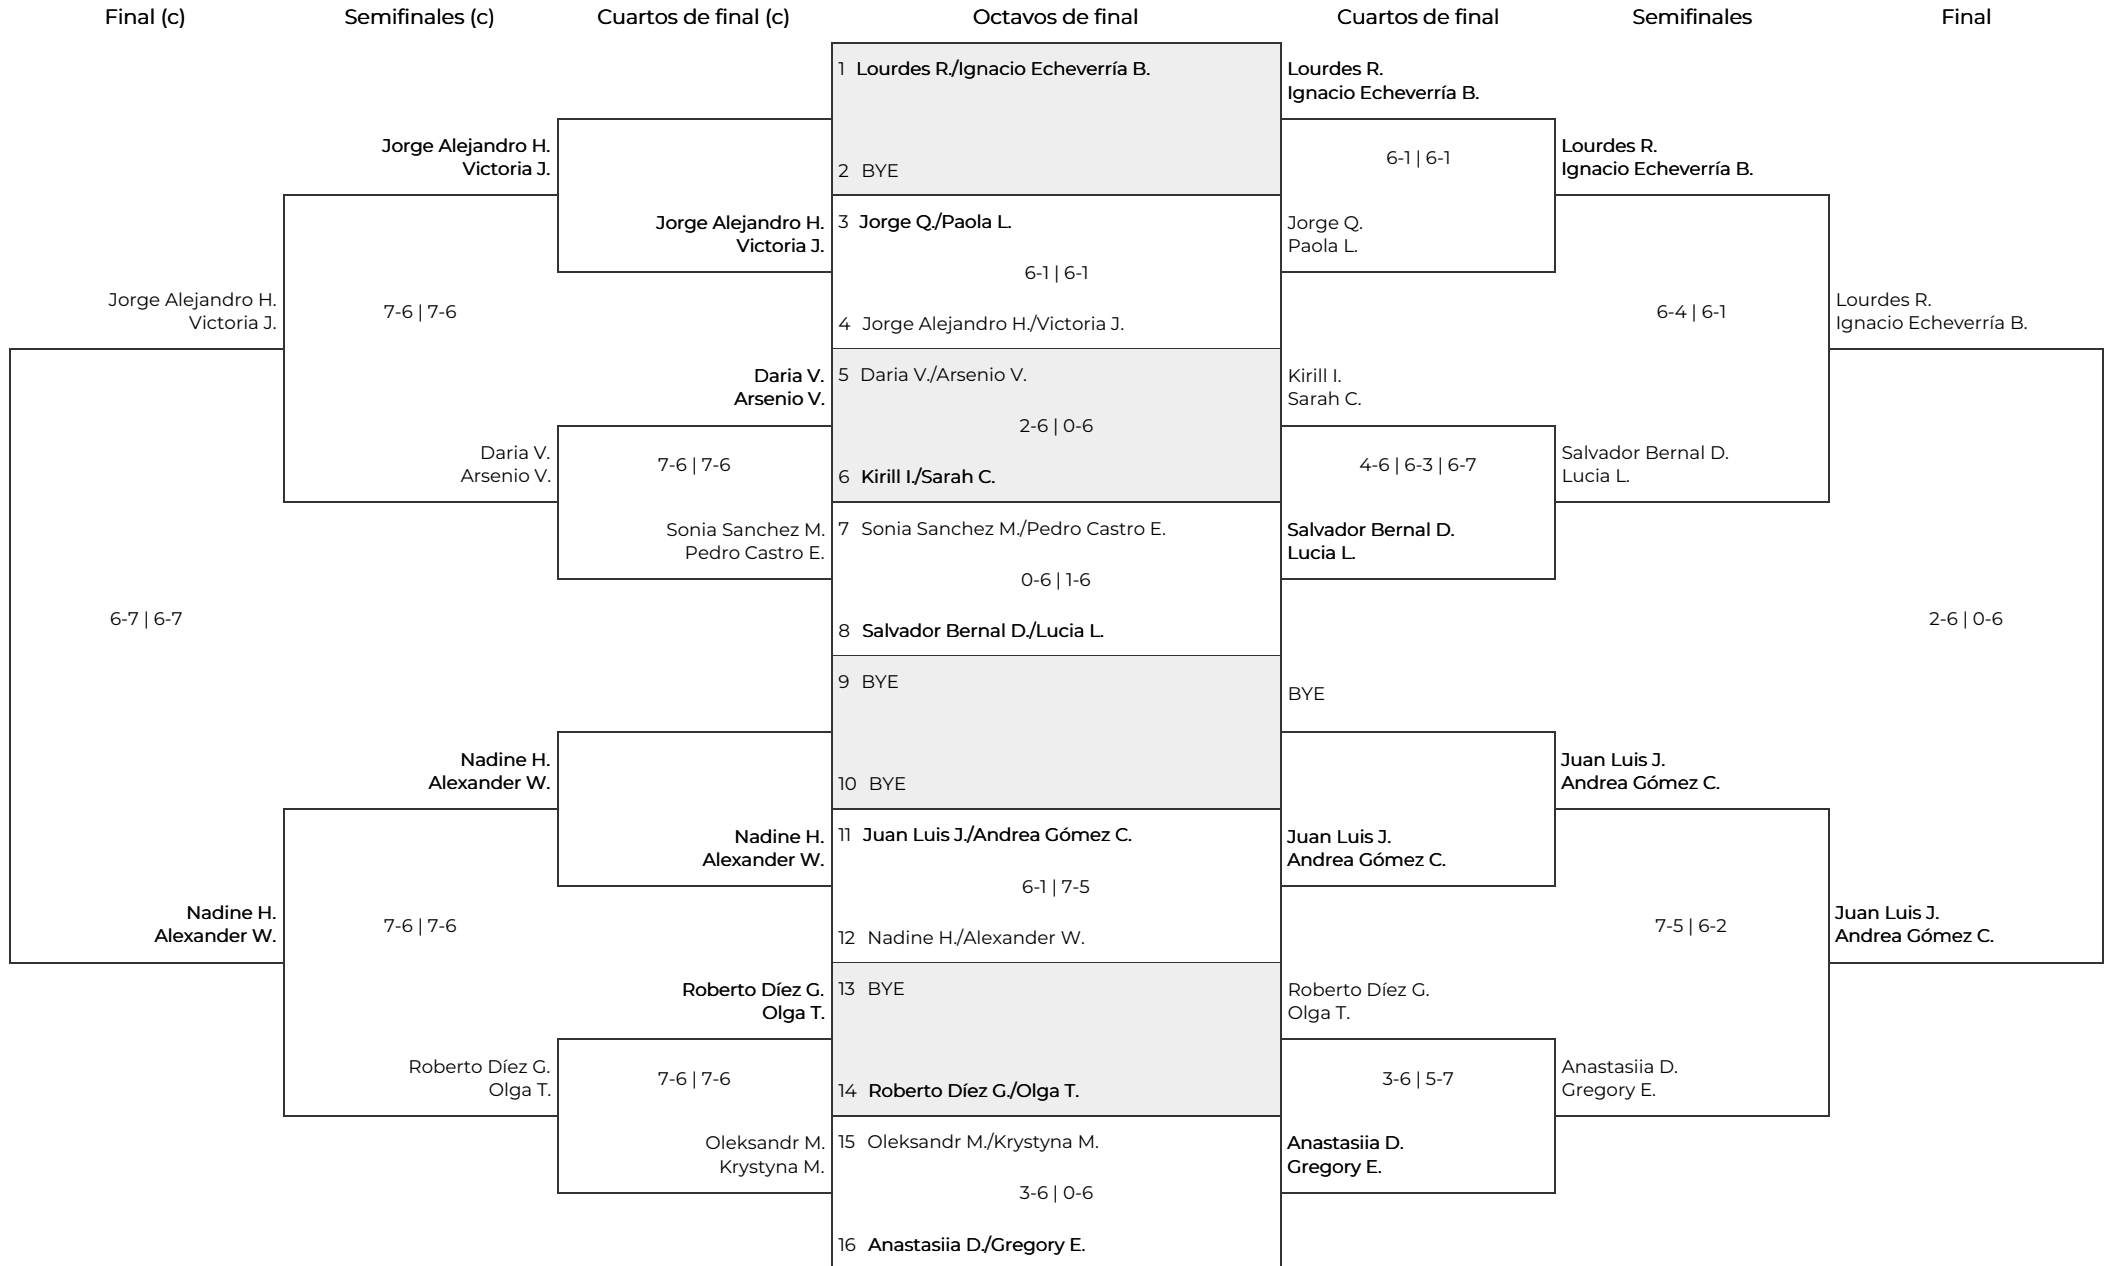 Final (c)
Semifinales (c)
Cuartos de final (c)
Octavos de final
Cuartos de final
Semifinales
Final
Jorge Alejandro H.
Victoria J.
6-7 | 6-7
Nadine H.
Alexander W.
Jorge Alejandro H.
Victoria J.
7-6 | 7-6
Daria V.
Arsenio V.
Nadine H.
Alexander W.
7-6 | 7-6
Roberto Díez G.
Olga T.
Jorge Alejandro H.
Victoria J.
Daria V.
Arsenio V.
7-6 | 7-6
Sonia Sanchez M.
Pedro Castro E.
Nadine H.
Alexander W.
Roberto Díez G.
Olga T.
7-6 | 7-6
Oleksandr M.
Krystyna M.
1 Lourdes R./Ignacio Echeverría B.
2 BYE
3 Jorge Q./Paola L.
6-1 | 6-1
4 Jorge Alejandro H./Victoria J.
5 Daria V./Arsenio V.
2-6 | 0-6
6 Kirill I./Sarah C.
7 Sonia Sanchez M./Pedro Castro E.
0-6 | 1-6
8 Salvador Bernal D./Lucia L.
9 BYE
10 BYE
11 Juan Luis J./Andrea Gómez C.
6-1 | 7-5
12 Nadine H./Alexander W.
13 BYE
14 Roberto Díez G./Olga T.
15 Oleksandr M./Krystyna M.
3-6 | 0-6
16 Anastasiia D./Gregory E.
Lourdes R.
Ignacio Echeverría B.
6-1 | 6-1
Jorge Q.
Paola L.
Kirill I.
Sarah C.
4-6 | 6-3 | 6-7
Salvador Bernal D.
Lucia L.
BYE
Juan Luis J.
Andrea Gómez C.
Roberto Díez G.
Olga T.
3-6 | 5-7
Anastasiia D.
Gregory E.
Lourdes R.
Ignacio Echeverría B.
6-4 | 6-1
Salvador Bernal D.
Lucia L.
Juan Luis J.
Andrea Gómez C.
7-5 | 6-2
Anastasiia D.
Gregory E.
Lourdes R.
Ignacio Echeverría B.
2-6 | 0-6
Juan Luis J.
Andrea Gómez C.